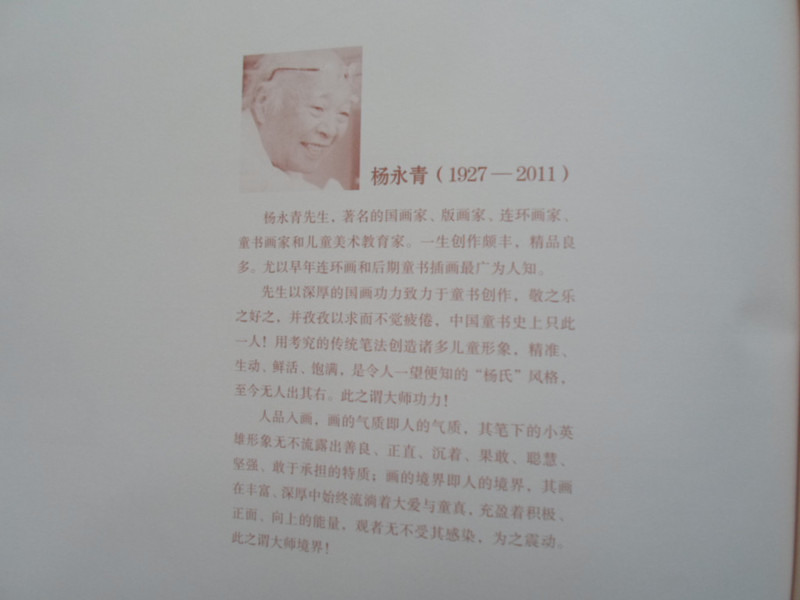 杨永青（1927—2011）
杨永青先生，著名的国画家、版画家、连环画家、
童书画家和儿童美术教育家。一生创作颇丰，精品良
多。尤以早年连环画和后期童书插画最广为人知。
先生以深厚的国画功力致力于童书创作，敬之乐
之好之，并孜孜以求而不觉疲倦，中国童书史上只此
一人！用考究的传统笔法创造诸多儿童形象，精准、
生动、鲜活、饱满，是令人一望便知的“杨氏”风格，
至今无人出其右。此之谓大师功力！
人品入画，画的气质即人的气质，其笔下的小英
雄形象无不流露出善良、正直、沉着、果敢、聪慧、
坚强、敢于承担的特质；画的境界即人的境界，其画
在丰富、深厚中始终流淌着大爱与童真，充盈着积极、
正面、向上的能量，观者无不受其感染，为之震动。
此之谓大师境界！